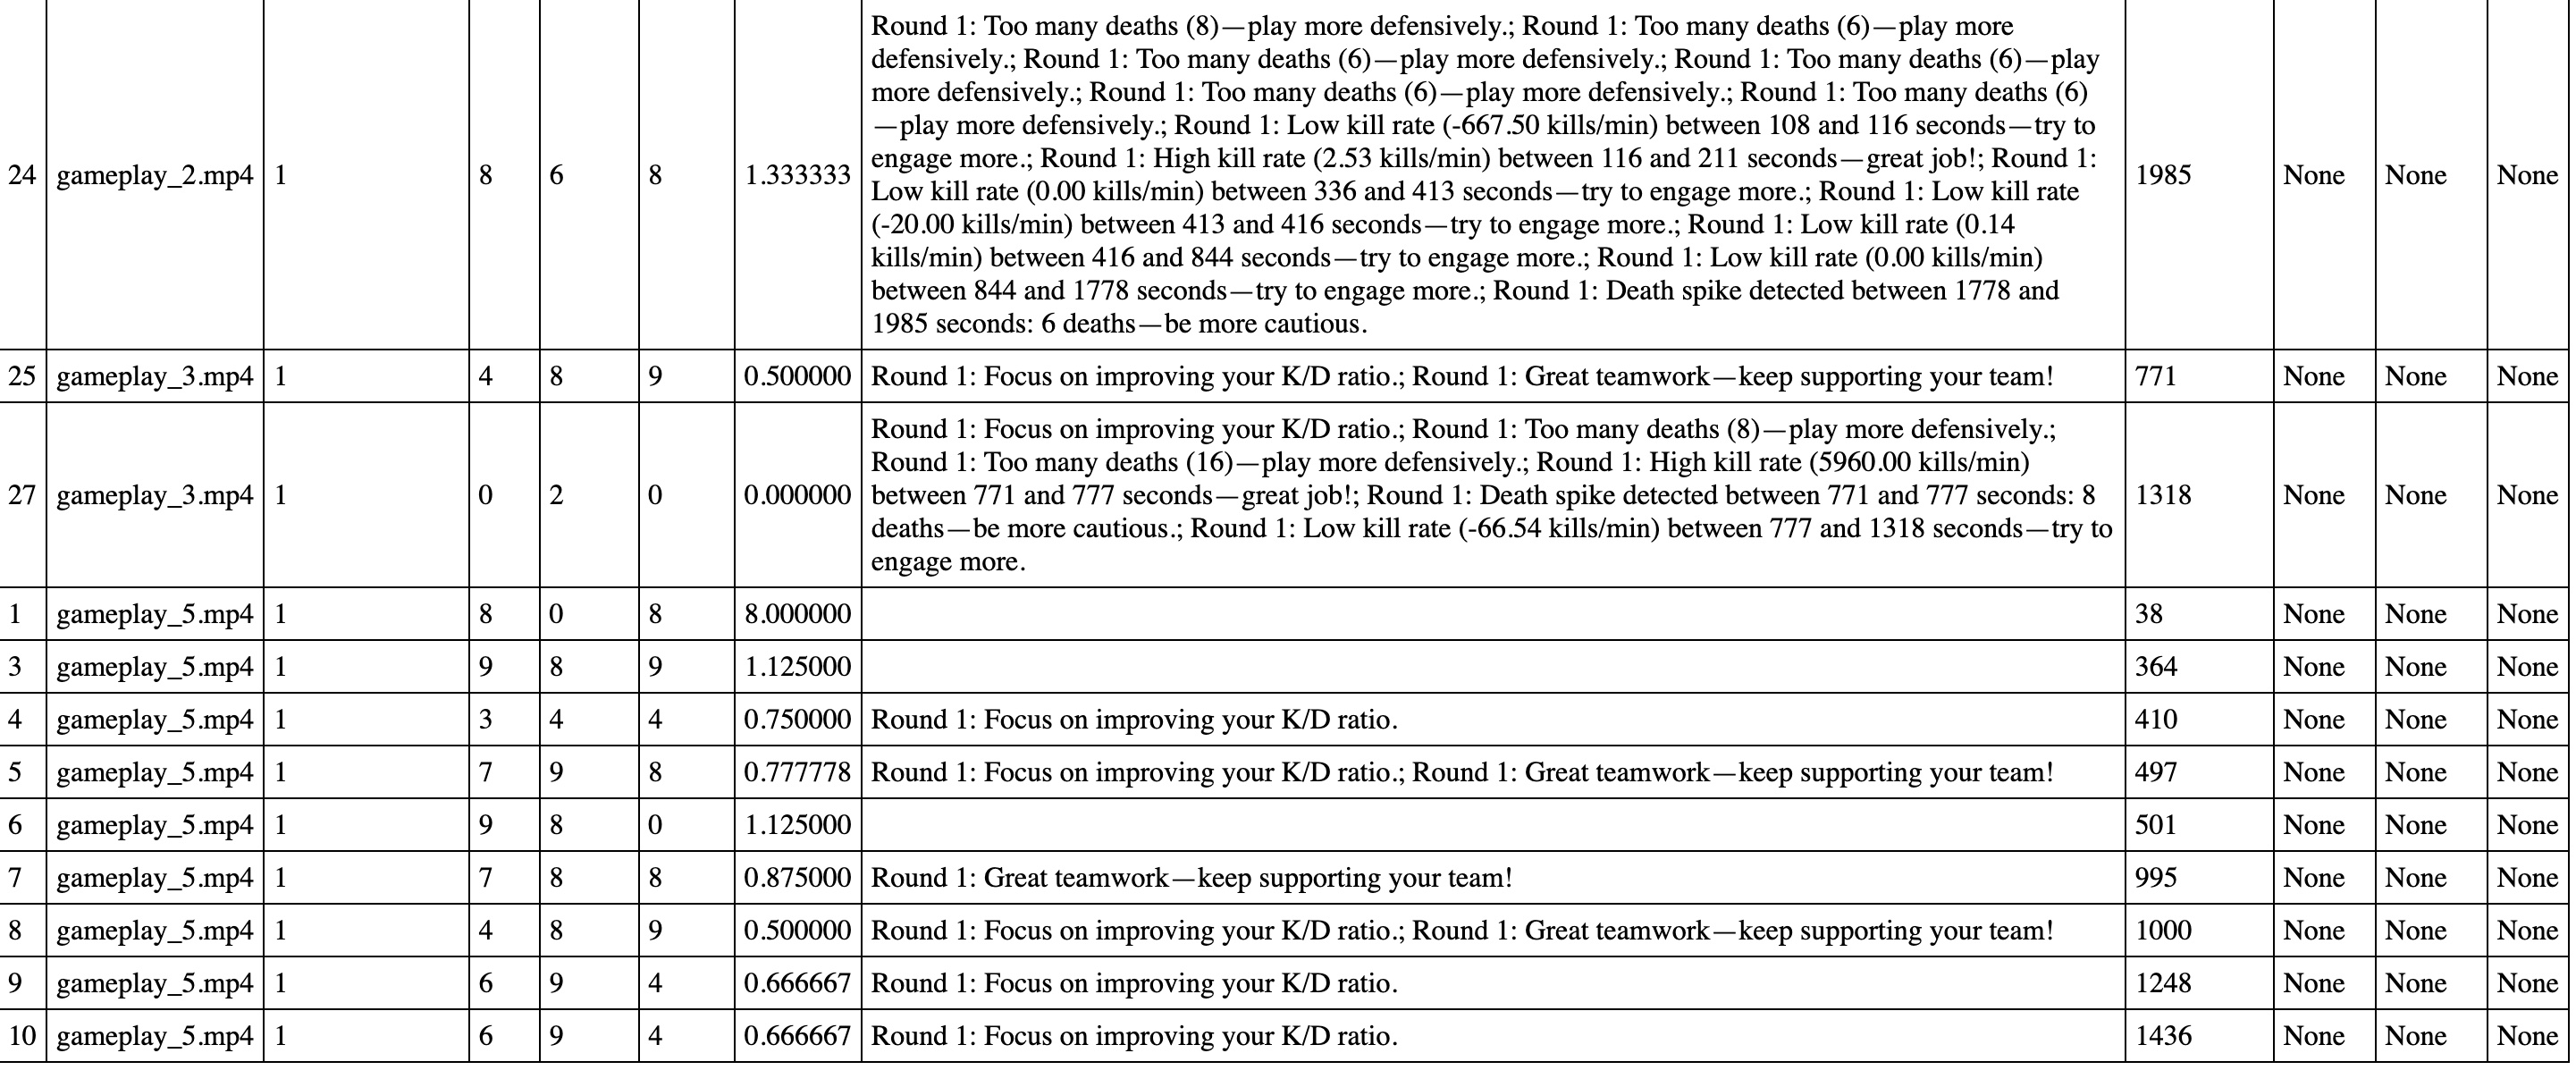 Round 1: Too many deaths (8)—play more defensively.; Round 1: Too many deaths (6)—play more
defensively.; Round 1: Too many deaths (6)—play more defensively.; Round 1: Too many deaths (6)—play
more defensively.; Round 1: Too many deaths (6)—play more defensively.; Round 1: Too many deaths (6)
—play more defensively.; Round 1: Low kill rate (-667.50 kills/min) between 108 and 116 seconds—try to
engage more.; Round 1: High kill rate (2.53 kills/min) between 116 and 211 seconds—great job!; Round 1:
24 gameplay_2.mp4 1 8 6 8 1.333333 Low kill rate (0.00 kills/min) between 336 and 413 seconds—try to engage more.; Round 1: Low kill rate 1985 None None None
(-20.00 kills/min) between 413 and 416 seconds—try to engage more.; Round 1: Low kill rate (0.14
kills/min) between 416 and 844 seconds—try to engage more.; Round 1: Low kill rate (0.00 kills/min)
between 844 and 1778 seconds—try to engage more.; Round 1: Death spike detected between 1778 and
1985 seconds: 6 deaths—be more cautious.
25 gameplay_3.mp4 1 4 8 9 0.500000 Round 1: Focus on improving your K/D ratio.; Round 1: Great teamwork—keep supporting your team! 771 None None None
Round 1: Focus on improving your K/D ratio.; Round 1: Too many deaths (8)—play more defensively.;
Round 1: Too many deaths (16)—play more defensively.; Round 1: High kill rate (5960.00 kills/min)
27 gameplay_3.mp4 1 0 2 0 0.000000 between 771 and 777 seconds—great job!; Round 1: Death spike detected between 771 and 777 seconds: 8 1318 None None None
deaths—be more cautious.; Round 1: Low kill rate (-66.54 kills/min) between 777 and 1318 seconds—try to
engage more.
1 gameplay_5.mp4 1 8 0 8 8.000000 38 None None None
3 gameplay_5.mp4 1 9 8 9 1.125000 364 None None None
4 gameplay_5.mp4 1 3 4 4 0.750000 Round 1: Focus on improving your K/D ratio. 410 None None None
5 gameplay_5.mp4 1 7 9 8 0.777778 Round 1: Focus on improving your K/D ratio.; Round 1: Great teamwork—keep supporting your team! 497 None None None
6 gameplay_5.mp4 1 9 8 0 1.125000 501 None None None
7 gameplay_5.mp4 1 7 8 8 0.875000 Round 1: Great teamwork—keep supporting your team! 995 None None None
8 gameplay_5.mp4 1 4 8 9 0.500000 Round 1: Focus on improving your K/D ratio.; Round 1: Great teamwork—keep supporting your team! 1000 None None None
9 gameplay_5.mp4 1 6 9 4 0.666667 Round 1: Focus on improving your K/D ratio. 1248 None None None
10 gameplay_5.mp4 1 6 9 4 0.666667 Round 1: Focus on improving your K/D ratio. 1436 None None None